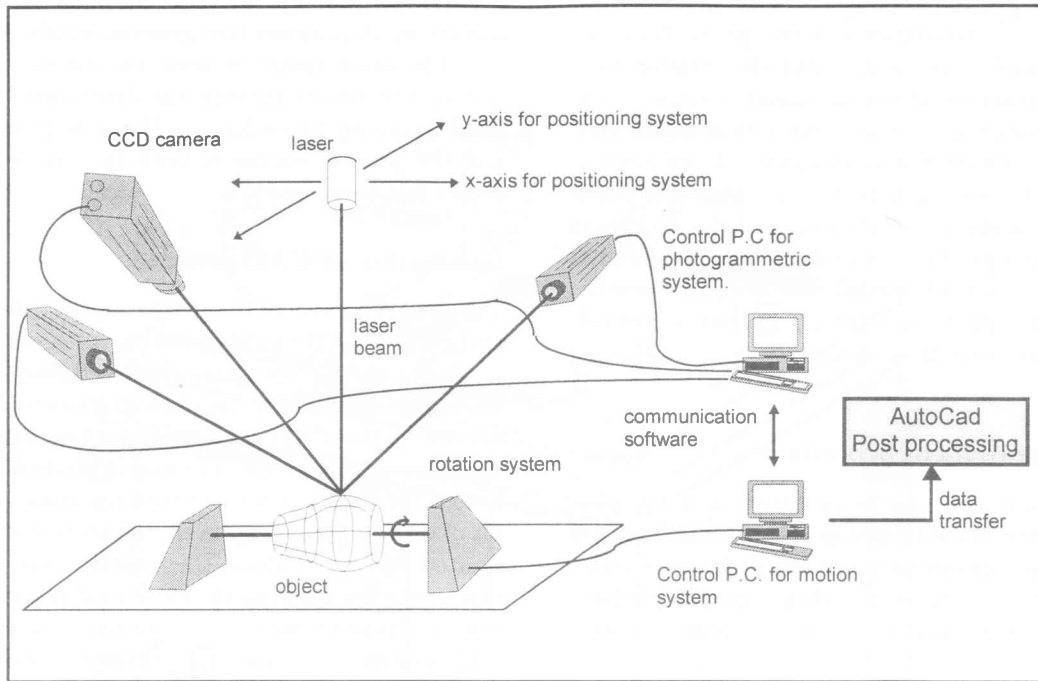 y-axis for positioning system
laser
CCD camera
x-axis for positioning system
Control P.C for
photogrammetric
system.
laser
beam
communication
software
AutoCad
Post processing
rotation system
data
transfer
object
Control P.C. for motion
system